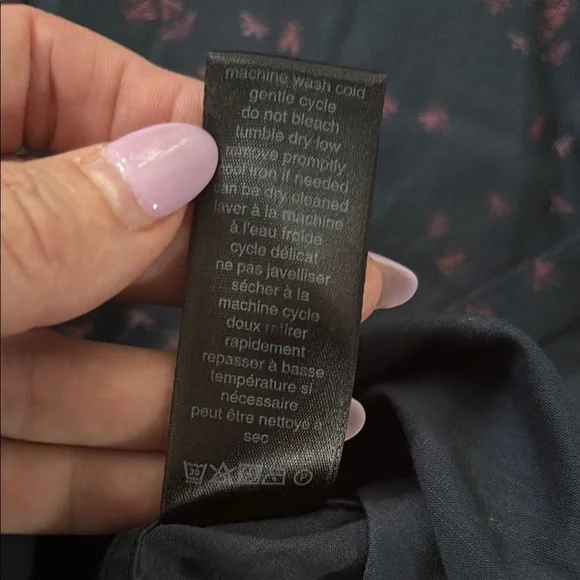 machine wash cold
gentle cycle
do not bleach
tumble dry low
remove promptly
cool iron if needed
can be dry cleaned
laver à la machine
à l'eau froide
cycle délicat
ne pas javelliser
sécher à la
machine cycle
doux retirer
rapidement
repasser à basse
température si
nécessaire
peut être nettoyé à
sec
30 P